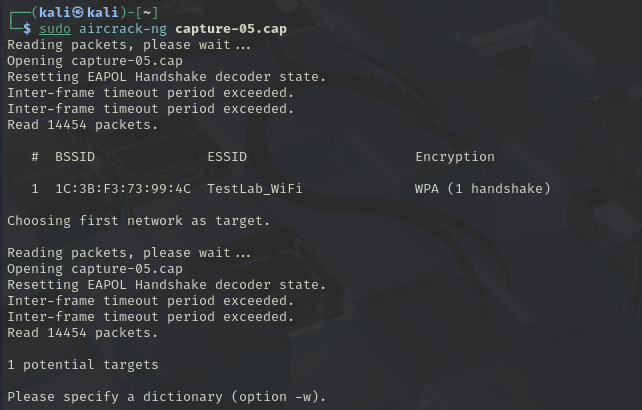 ┌──(kali㉿kali)-[~]
└─$ sudo aircrack-ng capture-05.cap
Reading packets, please wait...
Opening capture-05.cap
Resetting EAPOL Handshake decoder state.
Inter-frame timeout period exceeded.
Inter-frame timeout period exceeded.
Read 14454 packets.
# BSSID ESSID Encryption
1 1C:3B:F3:73:99:4C TestLab_WiFi WPA (1 handshake)
Choosing first network as target.
Reading packets, please wait...
Opening capture-05.cap
Resetting EAPOL Handshake decoder state.
Inter-frame timeout period exceeded.
Inter-frame timeout period exceeded.
Read 14454 packets.
1 potential targets
Please specify a dictionary (option -w).